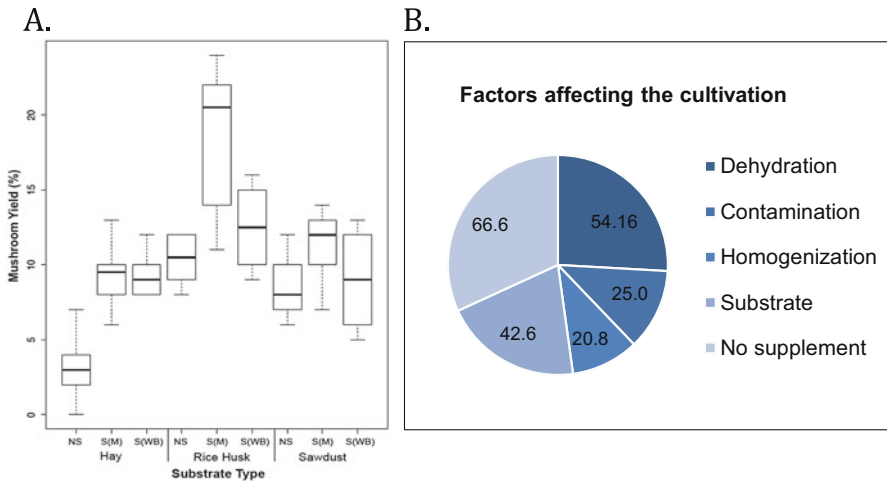 A.
Mushroom Yield (%)
20
15
10
5
0
NS S(M) S(WB) NS S(M) S(WB) NS S(M) S(WB)
Hay Rice Husk Sawdust
Substrate Type
B.
Factors affecting the cultivation
54.16
25.0
20.8
42.6
66.6
Dehydration
Contamination
Homogenization
Substrate
No supplement